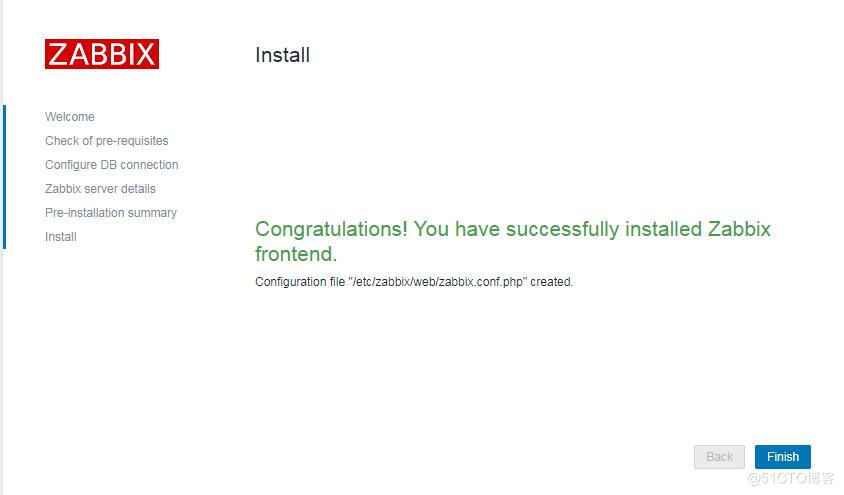 ZABBIX
Install
Welcome
Check of pre-requisites
Configure DB connection
Zabbix server details
Pre-installation summary
Install
Congratulations! You have successfully installed Zabbix
frontend.
Configuration file "/etc/zabbix/web/zabbix.conf.php" created.
Back
Finish
@51CTO博客